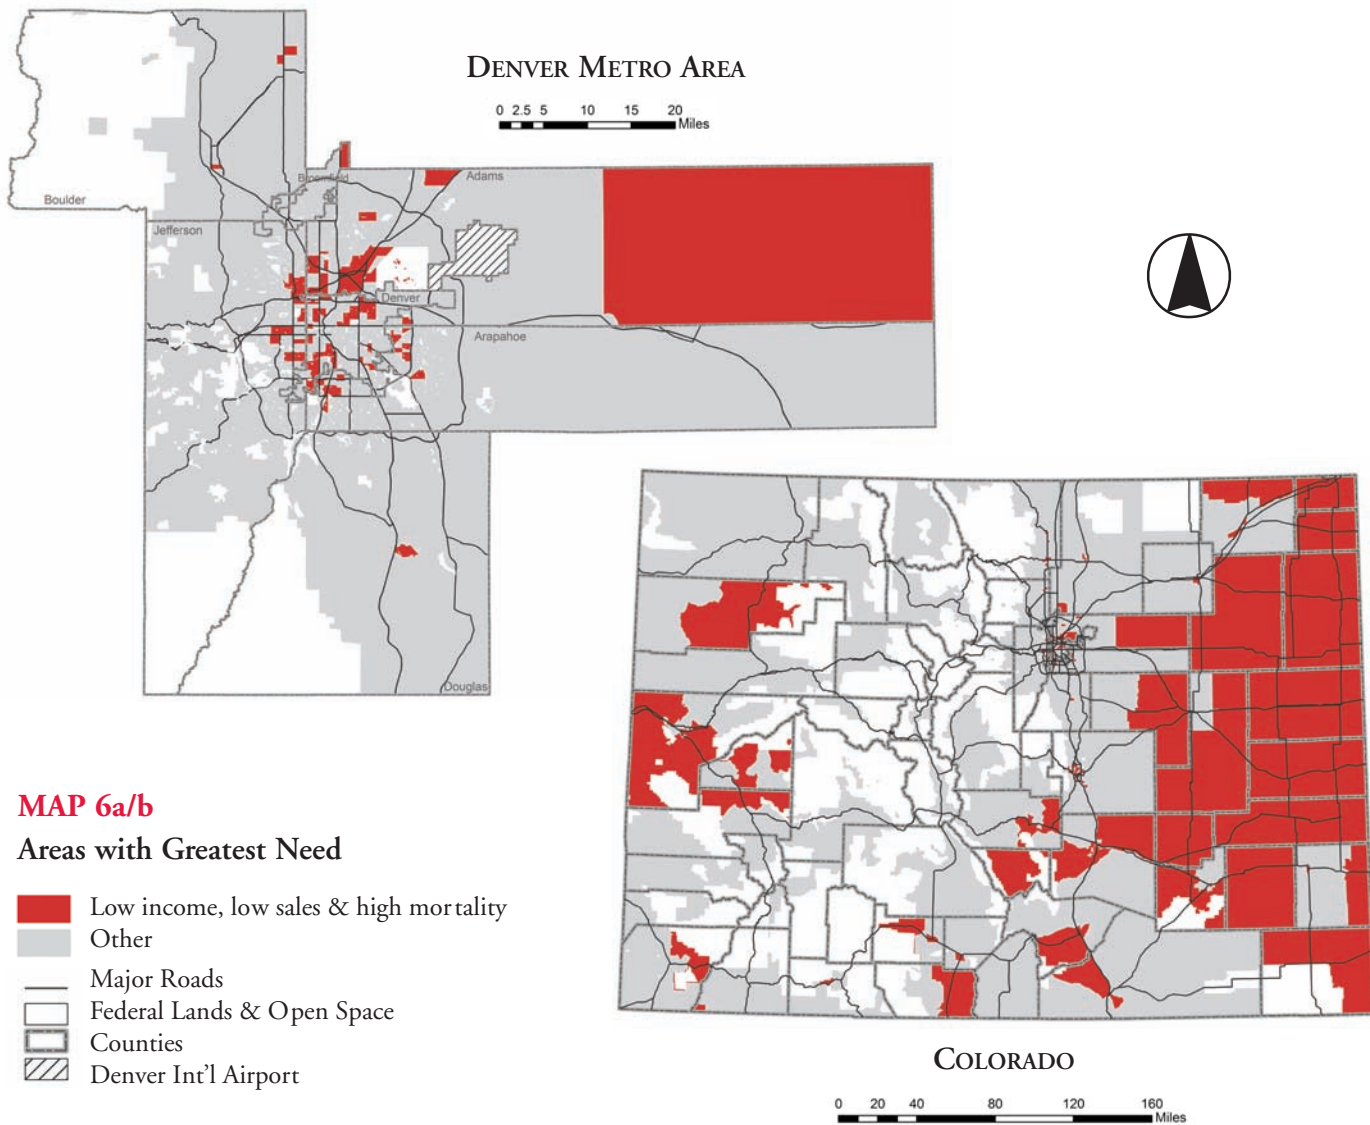 DENVER METRO AREA
0 2.5 5 10 15 20
Miles
Boulder
Broomfield
Adams
Jefferson
Denver
Arapahoe
Douglas
MAP 6a/b
Areas with Greatest Need
Low income, low sales & high mortality
Other
Major Roads
Federal Lands & Open Space
Counties
Denver Int'l Airport
COLORADO
0 20 40 80 120 160
Miles